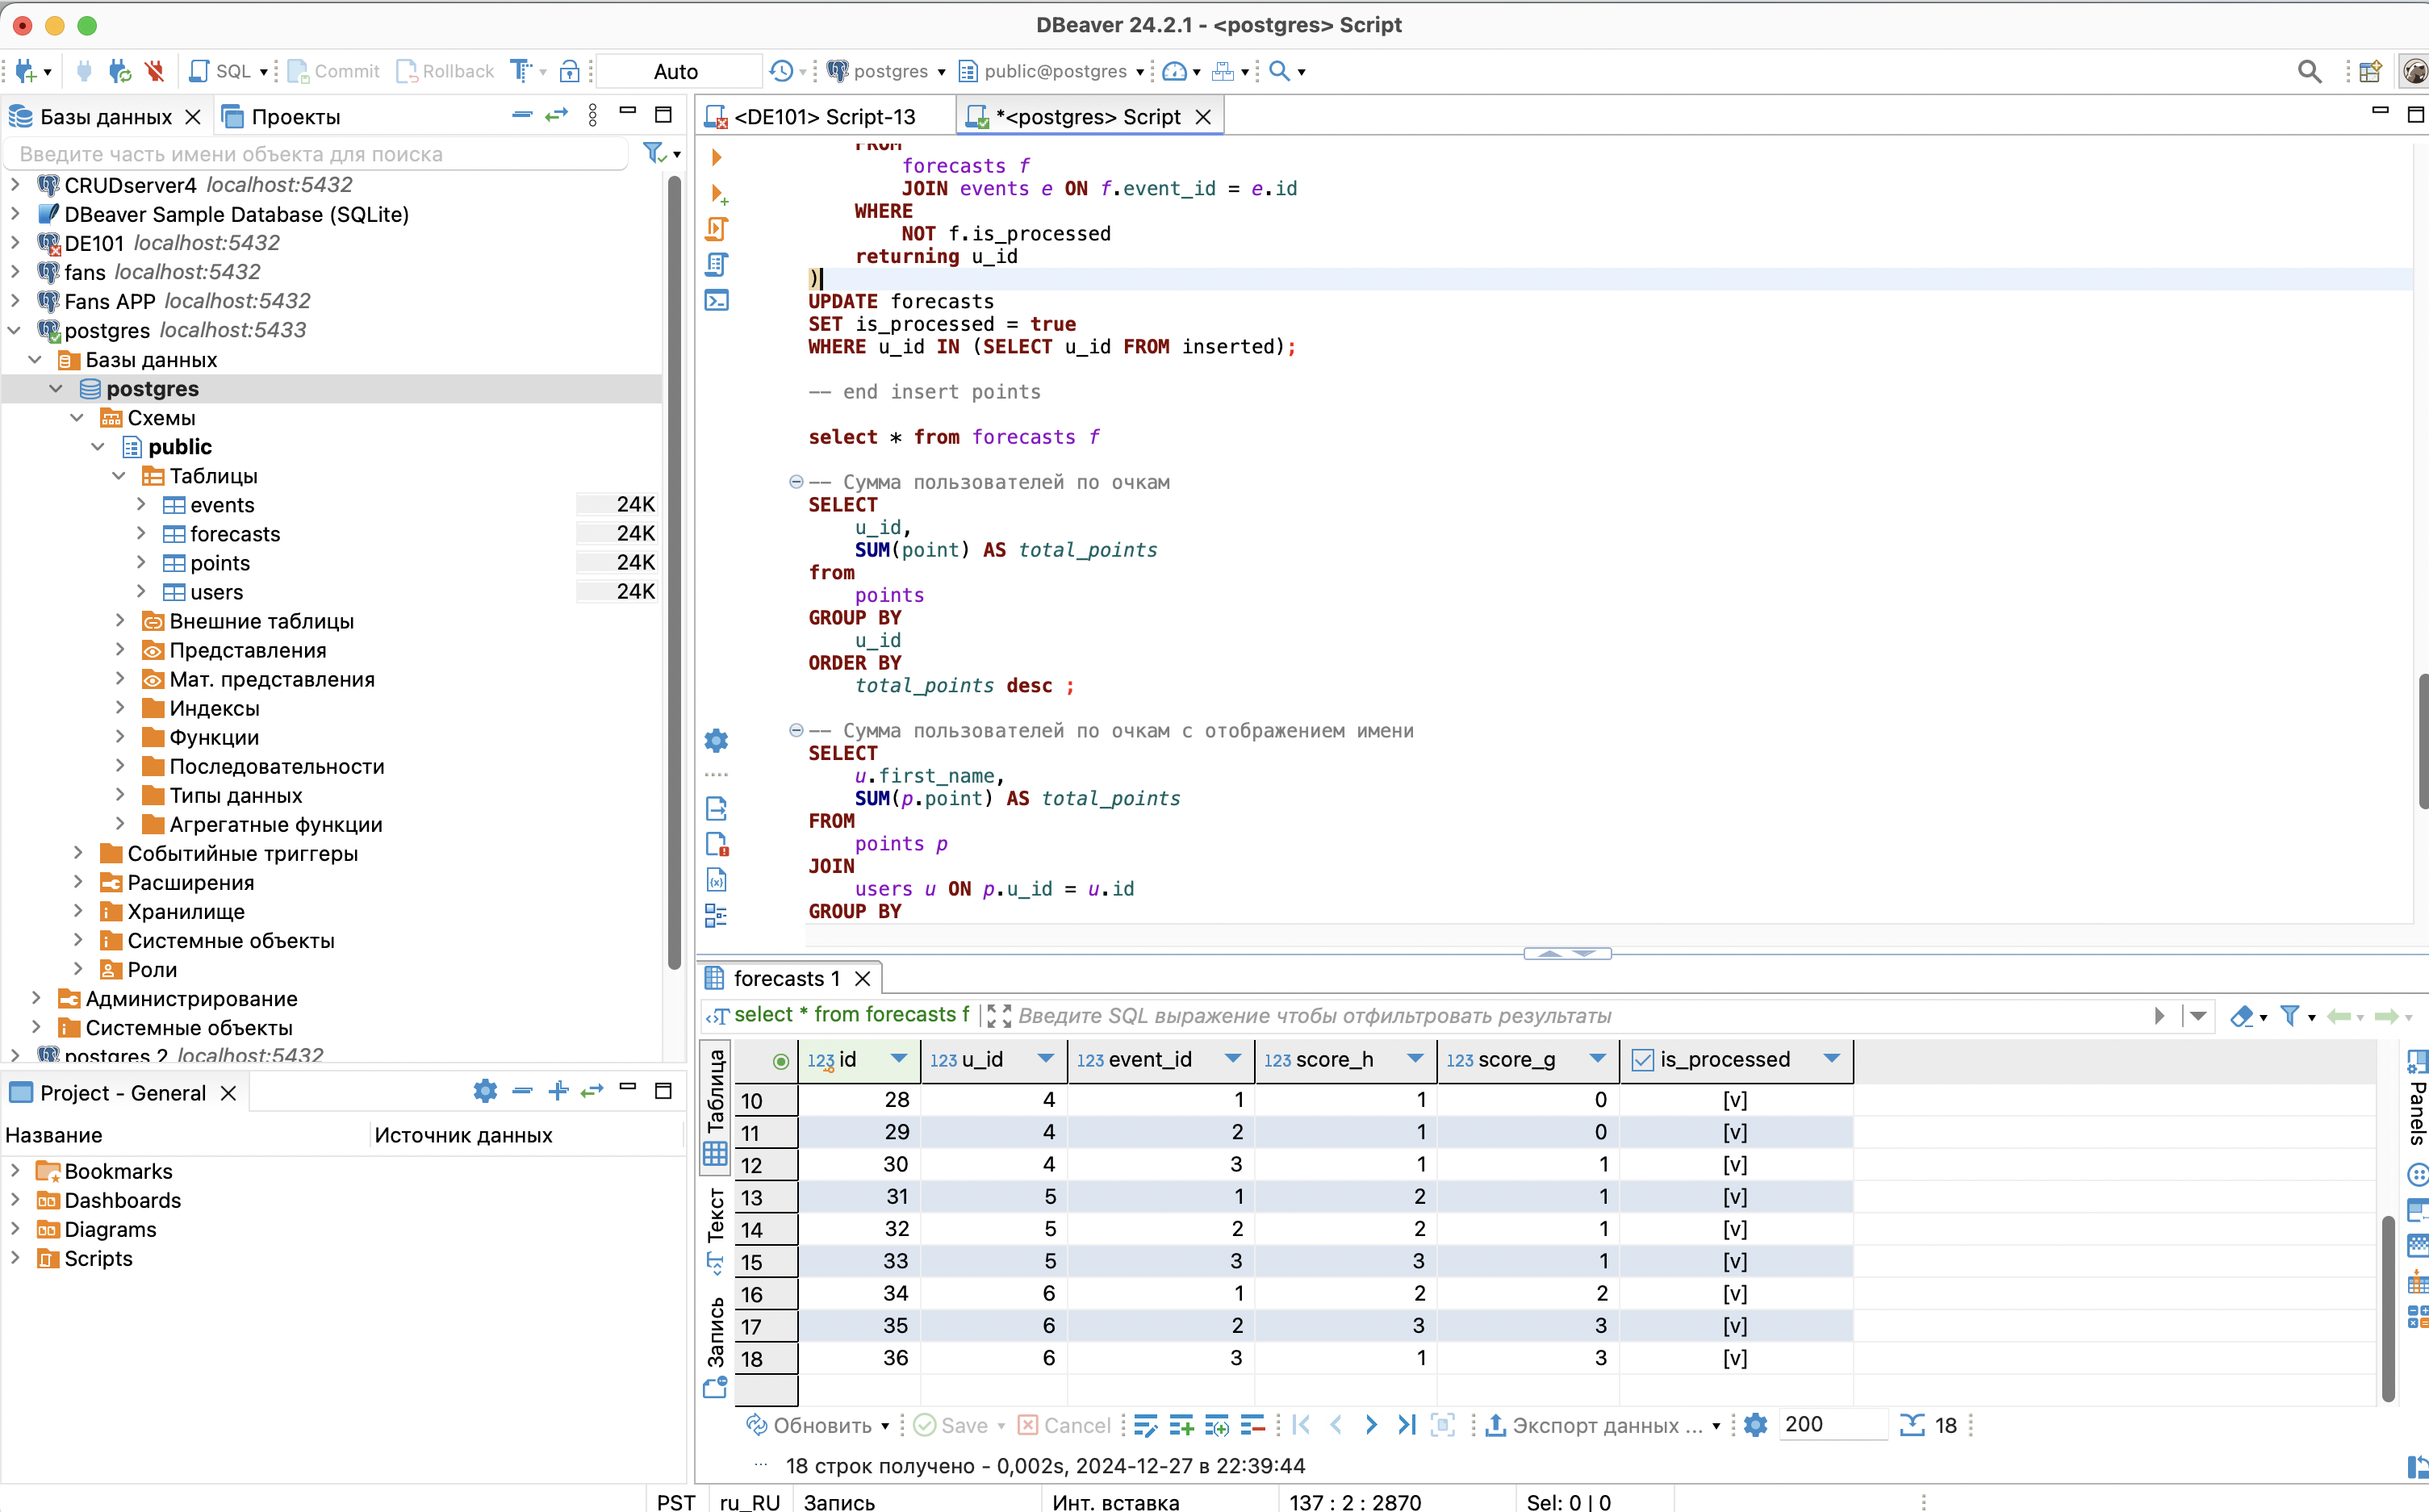 DBeaver 24.2.1 - <postgres> Script
SQL
Commit
Rollback
Auto
postgres
public@postgres
Базы данных
Проекты
Введите часть имени объекта для поиска
CRUDserver4 localhost:5432
DBeaver Sample Database (SQLite)
DE101 localhost:5432
fans localhost:5432
Fans APP localhost:5432
postgres localhost:5433
Базы данных
postgres
Схемы
public
Таблицы
events 24K
forecasts 24K
points 24K
users 24K
Внешние таблицы
Представления
Мат. представления
Индексы
Функции
Последовательности
Типы данных
Агрегатные функции
Событийные триггеры
Расширения
Хранилище
Системные объекты
Роли
Администрирование
Системные объекты
postgres 2 localhost:5432
Project - General
Название Источник данных
Bookmarks
Dashboards
Diagrams
Scripts
<DE101> Script-13
*<postgres> Script
FROM
forecasts f
JOIN events e ON f.event_id = e.id
WHERE
NOT f.is_processed
returning u_id
)
UPDATE forecasts
SET is_processed = true
WHERE u_id IN (SELECT u_id FROM inserted);
-- end insert points
select * from forecasts f
-- Сумма пользователей по очкам
SELECT
u_id,
SUM(point) AS total_points
from
points
GROUP BY
u_id
ORDER BY
total_points desc ;
-- Сумма пользователей по очкам с отображением имени
SELECT
u.first_name,
SUM(p.point) AS total_points
FROM
points p
JOIN
users u ON p.u_id = u.id
GROUP BY
forecasts 1
select * from forecasts f
Введите SQL выражение чтобы отфильтровать результаты
Таблица
Текст
Запись
Panels
123 id 123 u_id 123 event_id 123 score_h 123 score_g is_processed
10 28 4 1 1 0 [v]
11 29 4 2 1 0 [v]
12 30 4 3 1 1 [v]
13 31 5 1 2 1 [v]
14 32 5 2 2 1 [v]
15 33 5 3 3 1 [v]
16 34 6 1 2 2 [v]
17 35 6 2 3 3 [v]
18 36 6 3 1 3 [v]
Обновить
Save
Cancel
Экспорт данных ...
200
18
18 строк получено - 0,002s, 2024-12-27 в 22:39:44
PST ru_RU Запись Инт. вставка 137 : 2 : 2870 Sel: 0 | 0